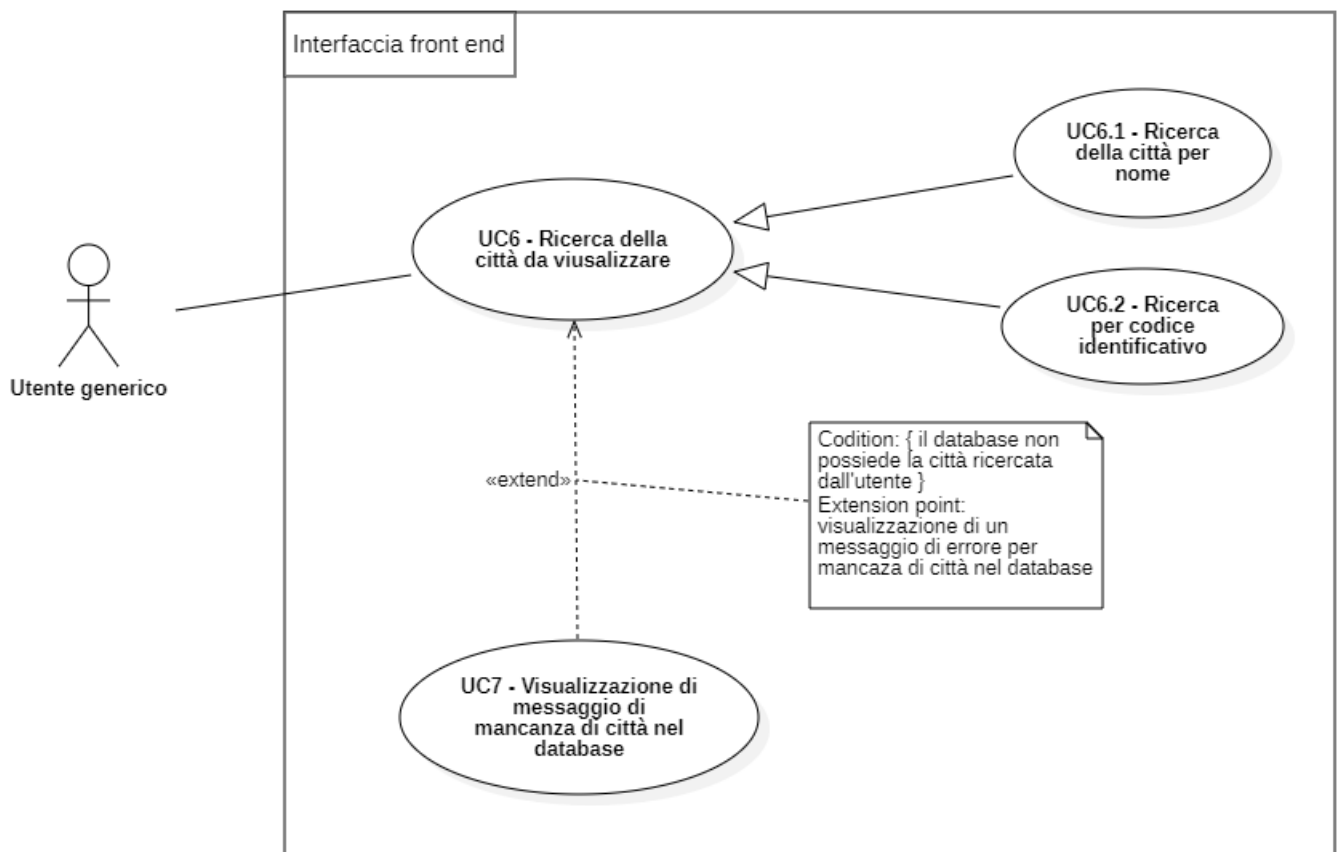 Interfaccia front end
UC6.1 - Ricerca
della città per
nome
UC6 - Ricerca della
città da viusalizzare
UC6.2 - Ricerca
per codice
identificativo
Utente generico
Codition: { il database non
possiede la città ricercata
dall'utente }
Extension point:
visualizzazione di un
messaggio di errore per
mancaza di città nel database
«extend»
UC7 - Visualizzazione di
messaggio di
mancanza di città nel
database